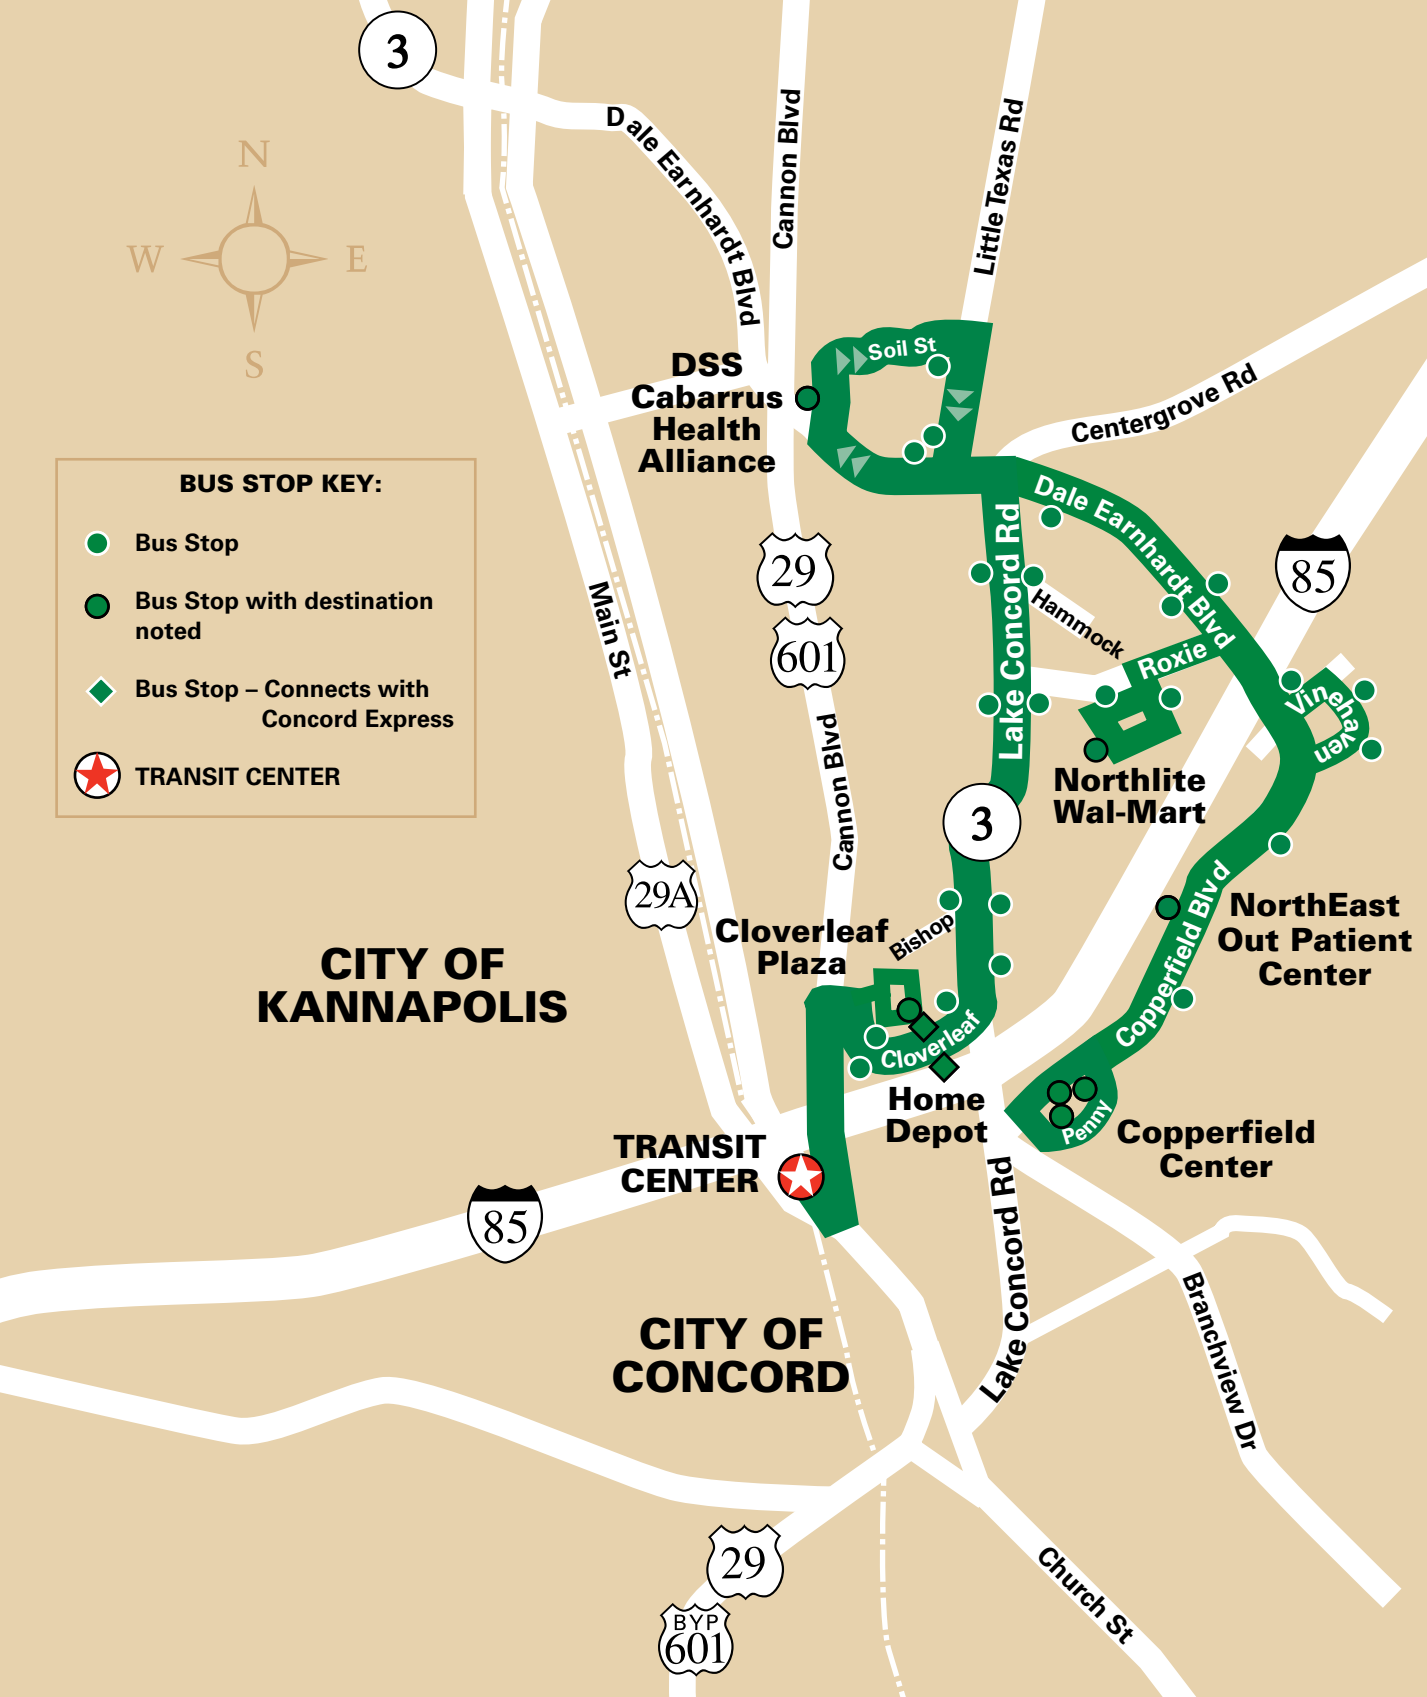 3
Dale Earnhardt Blvd
Cannon Blvd
Little Texas Rd
N
W
E
S
Soil St
DSS
Cabarrus
Health
Alliance
Centergrove Rd
BUS STOP KEY:
Bus Stop
Bus Stop with destination
noted
Bus Stop – Connects with
Concord Express
TRANSIT CENTER
Dale Earnhardt Blvd
Lake Concord Rd
29
85
601
Main St
Hammock
Roxie
Vinehaven
Cannon Blvd
Northlite
Wal-Mart
3
29A
Copperfield Blvd
NorthEast
Out Patient
Center
Cloverleaf
Plaza
Bishop
CITY OF
KANNAPOLIS
Cloverleaf
Home
Depot
Penny
Copperfield
Center
TRANSIT
CENTER
85
Lake Concord Rd
Branchview Dr
CITY OF
CONCORD
29
BYP
601
Church St